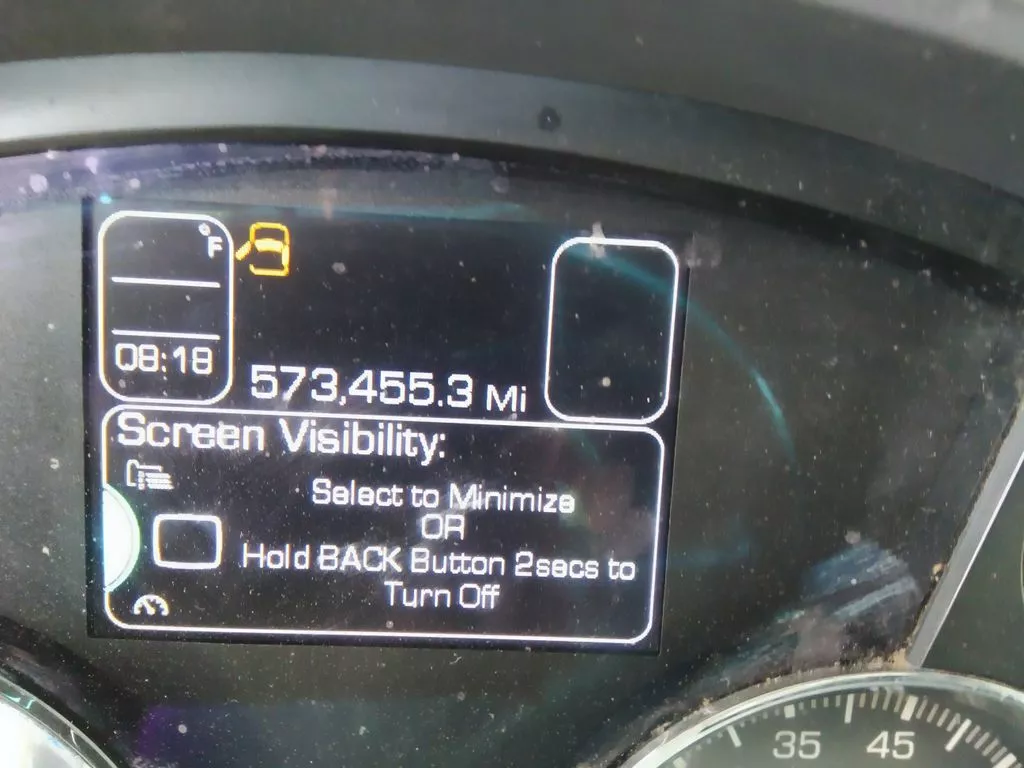 °F
08:18
573,455.3 Mi
Screen Visibility:
Select to Minimize
OR
Hold BACK Button 2secs to
Turn Off
35 45